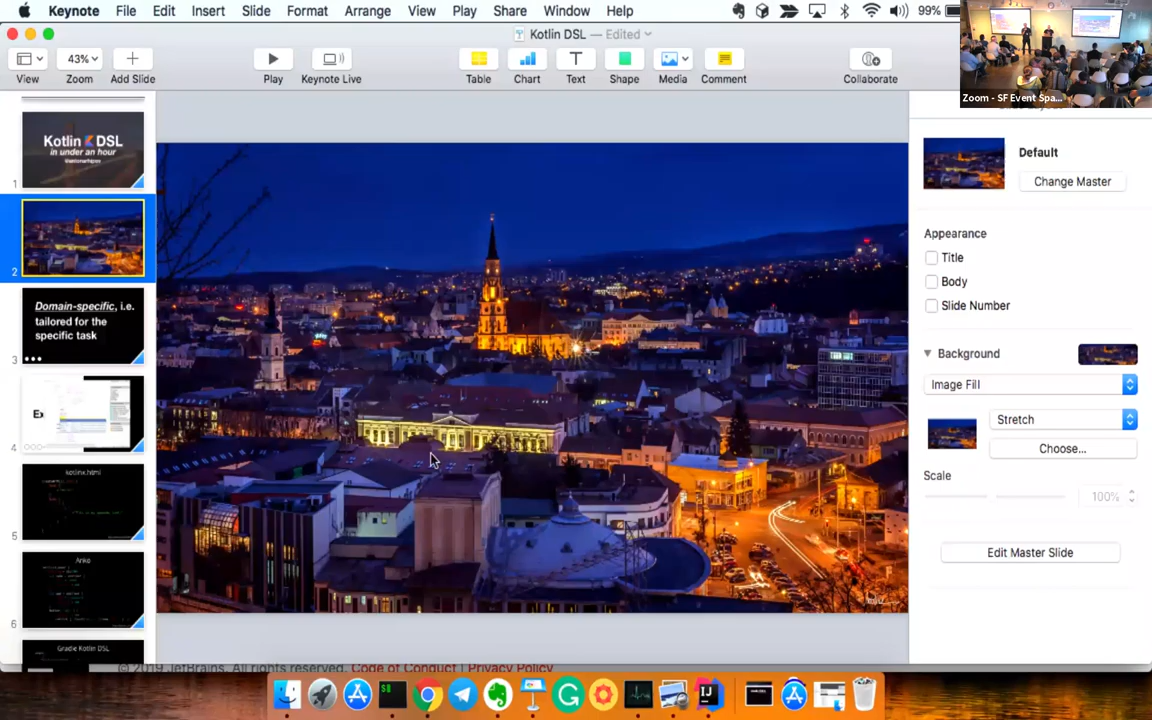 Keynote File Edit Insert Slide Format Arrange View Play Share Window Help 99%
Kotlin DSL — Edited
View 43% Zoom Add Slide Play Keynote Live Table Chart Text Shape Media Comment Collaborate
Zoom - SF Event Spa...
Kotlin DSL
in under an hour
1
2
Domain-specific, i.e.
tailored for the
specific task
3
4
kotlinx.html
5
Anko
6
Gradle Kotlin DSL
Default
Change Master
Appearance
Title
Body
Slide Number
Background
Image Fill
Stretch
Choose...
Scale
100%
Edit Master Slide
© 2019 JetBrains. All rights reserved. Code of Conduct | Privacy Policy